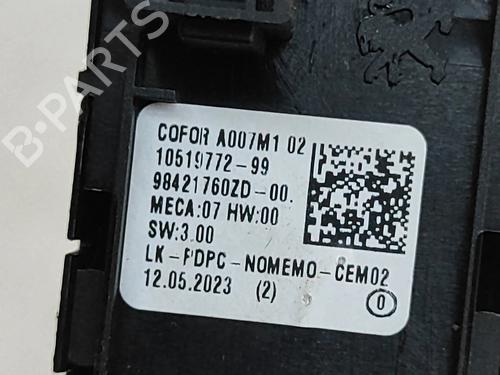 B-PARTS
COFOR A007M1 02
10519772-99
98421760ZD-00.
MECA:07 HW:00
SW:3.00
LK-PDPC-NOMEMO-CEM02
12.05.2023 (2)
0